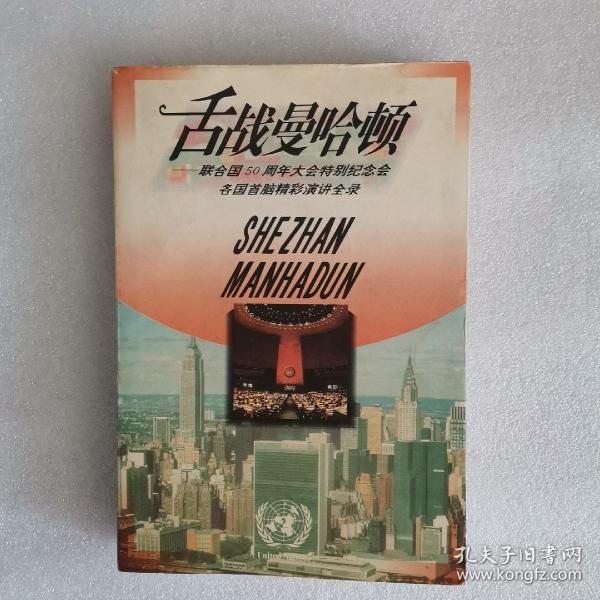 舌战曼哈顿
——联合国50周年大会特别纪念会
各国首脑精彩演讲全录
SHEZHAN
MANHADUN
United
孔夫子旧书网
www.kongfz.com